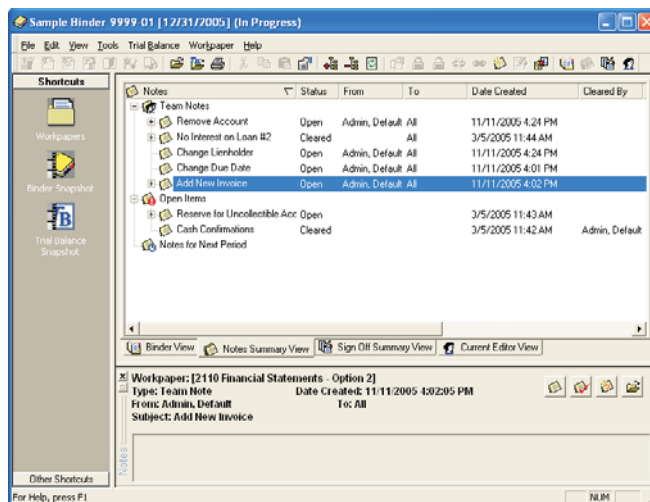 Sample Binder 9999-01 [12/31/2005] (In Progress)
File Edit View Tools Trial Balance Workpaper Help
Shortcuts
Workpapers
Binder Snapshot
Trial Balance
Snapshot
Other Shortcuts
Notes Status From To Date Created Cleared By
Team Notes
Remove Account Open Admin, Default All 11/11/2005 4:24 PM
No Interest on Loan #2 Cleared All 3/5/2005 11:44 AM
Change Lienholder Open Admin, Default All 11/11/2005 4:24 PM
Change Due Date Open Admin, Default All 11/11/2005 4:01 PM
Add New Invoice Open Admin, Default All 11/11/2005 4:02 PM
Open Items
Reserve for Uncollectible Acc Open 3/5/2005 11:43 AM
Cash Confirmations Cleared 3/5/2005 11:42 AM Admin, Default
Notes for Next Period
Binder View Notes Summary View Sign Off Summary View Current Editor View
Workpaper: [2110 Financial Statements - Option 2]
Type: Team Note Date Created: 11/11/2005 4:02:05 PM
From: Admin, Default To: All
Subject: Add New Invoice
Notes
For Help, press F1 NUM